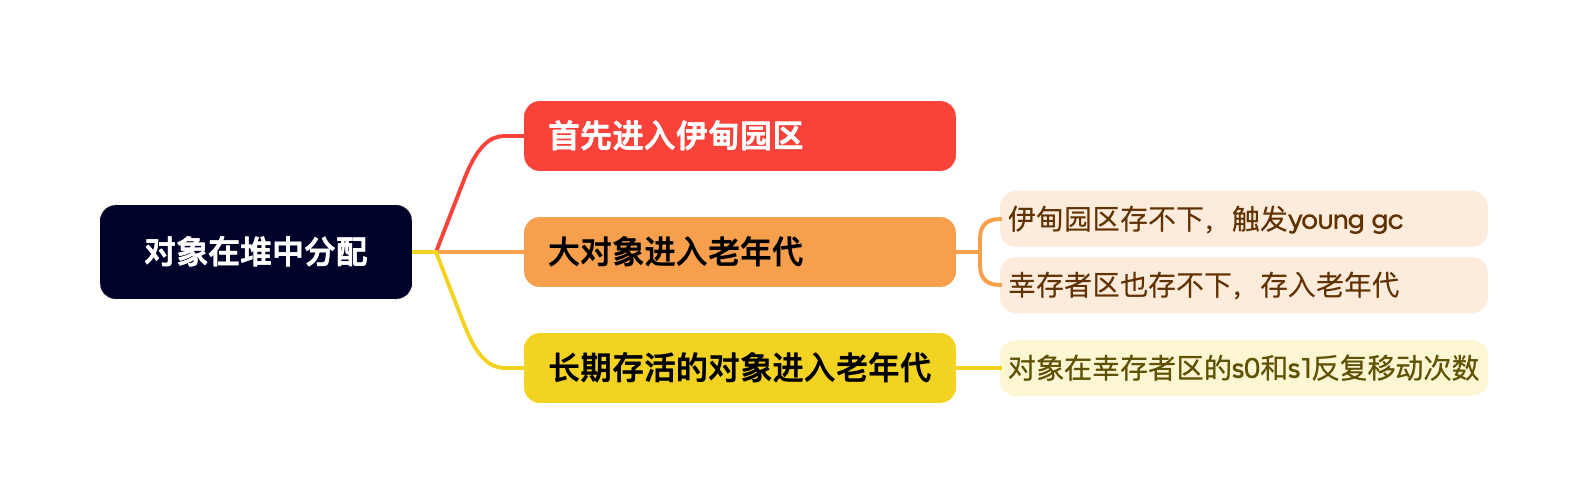 对象在堆中分配
首先进入伊甸园区
大对象进入老年代
伊甸园区存不下，触发young gc
幸存者区也存不下，存入老年代
长期存活的对象进入老年代
对象在幸存者区的s0和s1反复移动次数